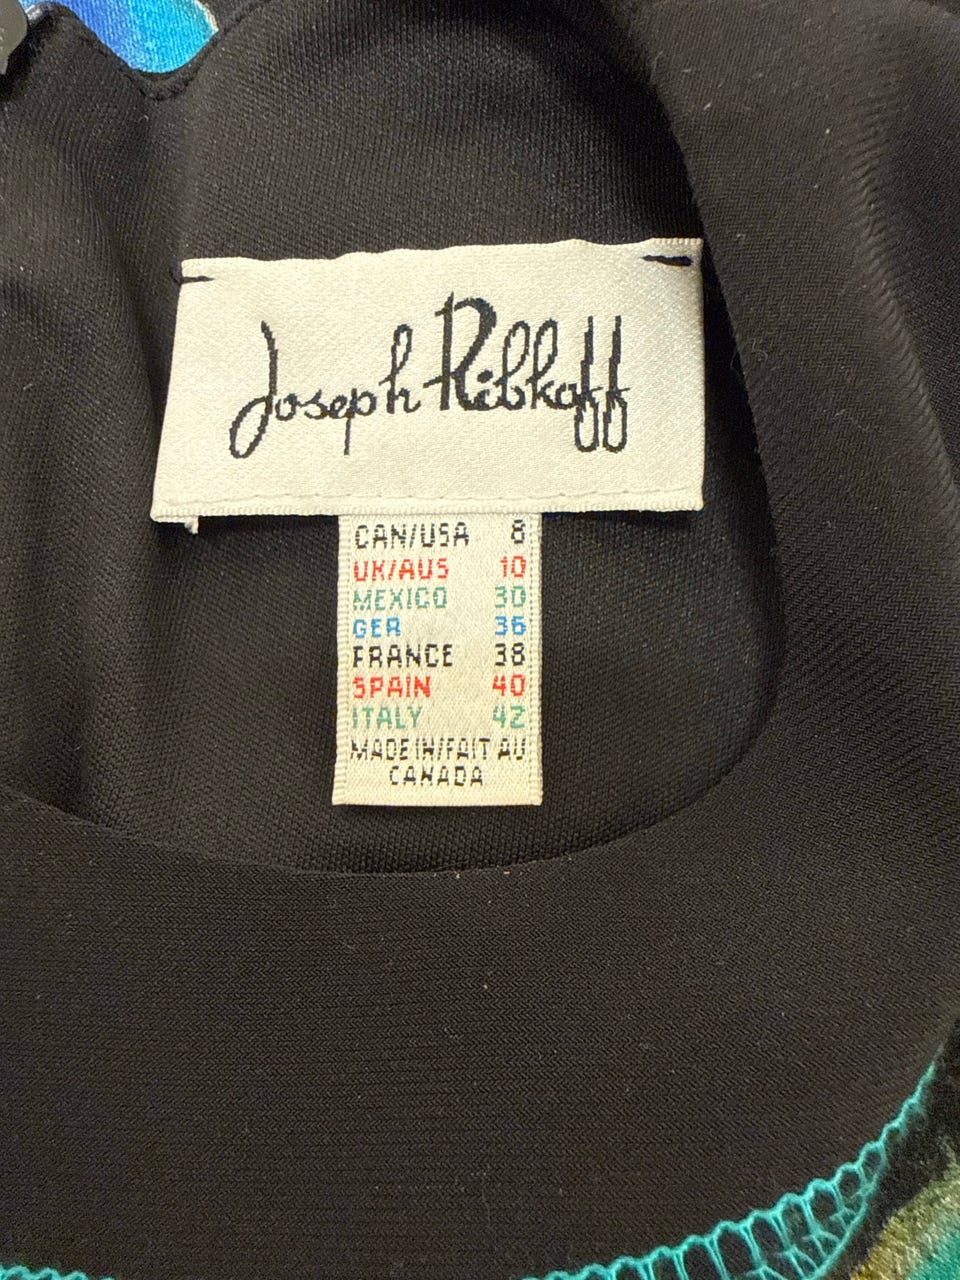 Joseph Ribkoff
CAN/USA 8
UK/AUS 10
MEXICO 30
GER 36
FRANCE 38
SPAIN 40
ITALY 42
MADE IN/FAIT AU
CANADA